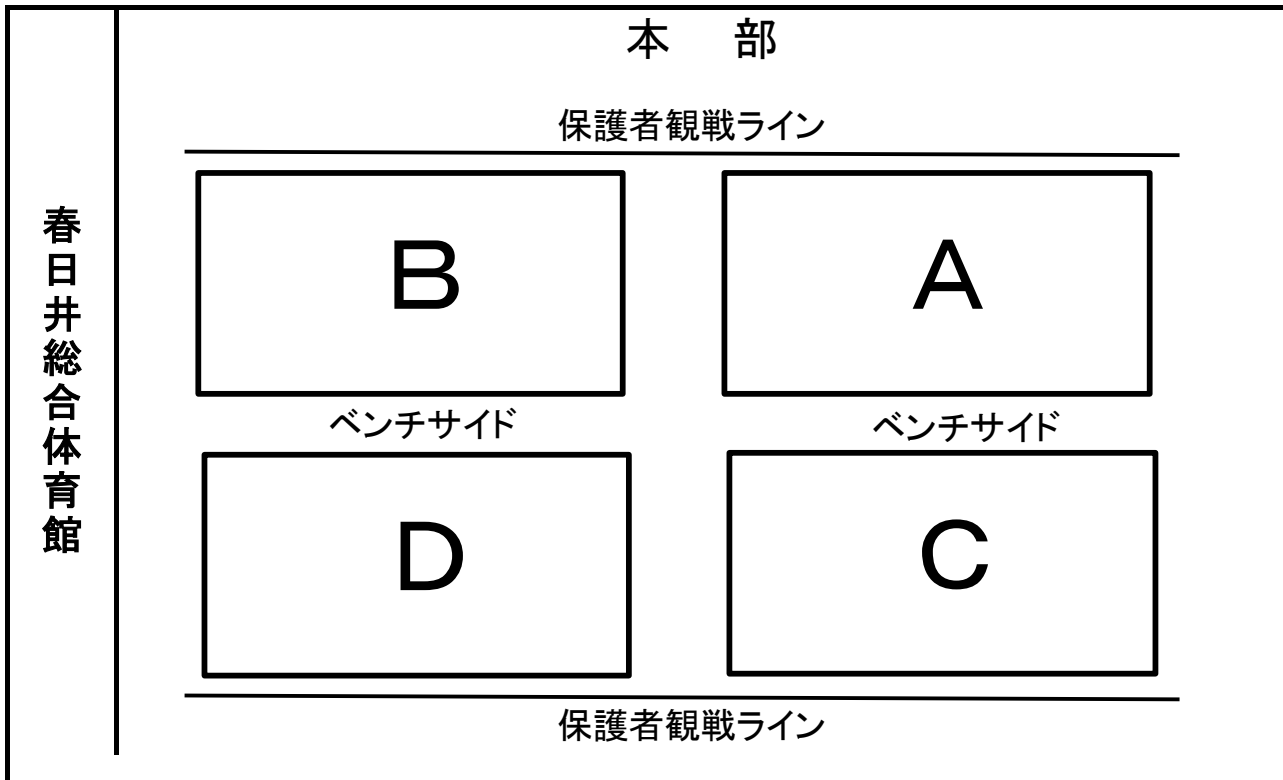 本　部
保護者観戦ライン
春日井総合体育館
B
A
ベンチサイド
ベンチサイド
D
C
保護者観戦ライン